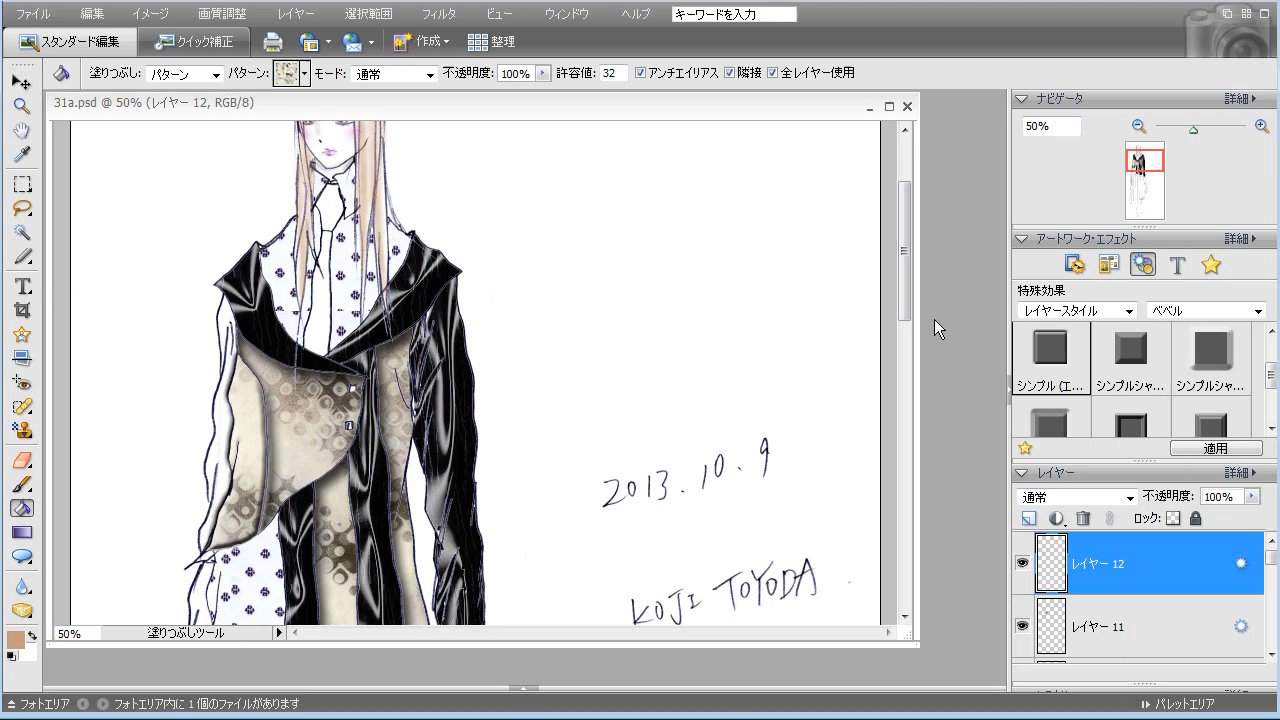 ファイル 編集 イメージ 画質調整 レイヤー 選択範囲 フィルタ ビュー ウィンドウ ヘルプ キーワードを入力
スタンダード編集 クイック補正 作成 整理
塗りつぶし: パターン パターン: モード: 通常 不透明度: 100% 許容値: 32 アンチエイリアス 隣接 全レイヤー使用
31a.psd @ 50% (レイヤー 12, RGB/8)
2013.10.9
KOJI TOYODA
50% 塗りつぶしツール
ナビゲータ 詳細
50%
アートワーク・エフェクト 詳細
特殊効果
レイヤースタイル ベベル
シンプル (エ... シンプルシャ... シンプルシャ...
適用
レイヤー 詳細
通常 不透明度: 100%
ロック:
レイヤー 12
レイヤー 11
フォトエリア フォトエリア内に 1 個のファイルがあります パレットエリア